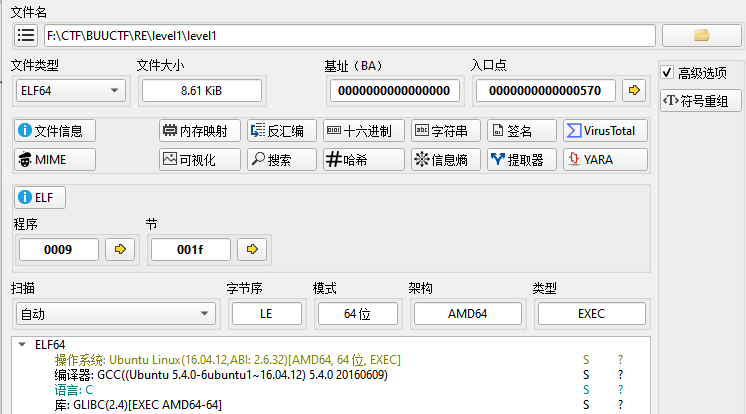 文件名
F:\CTF\BUUCTF\RE\level1\level1
文件类型 文件大小 基址（BA） 入口点
ELF64 8.61 KiB 0000000000000000 0000000000000570
高级选项
符号重组
文件信息 内存映射 反汇编 十六进制 字符串 签名 VirusTotal
MIME 可视化 搜索 哈希 信息熵 提取器 YARA
ELF
程序 节
0009 001f
扫描 字节序 模式 架构 类型
自动 LE 64 位 AMD64 EXEC
ELF64
操作系统: Ubuntu Linux(16.04.12,ABI: 2.6.32)[AMD64, 64 位, EXEC] S ?
编译器: GCC((Ubuntu 5.4.0-6ubuntu1~16.04.12) 5.4.0 20160609) S ?
语言: C S ?
库: GLIBC(2.4)[EXEC AMD64-64] S ?